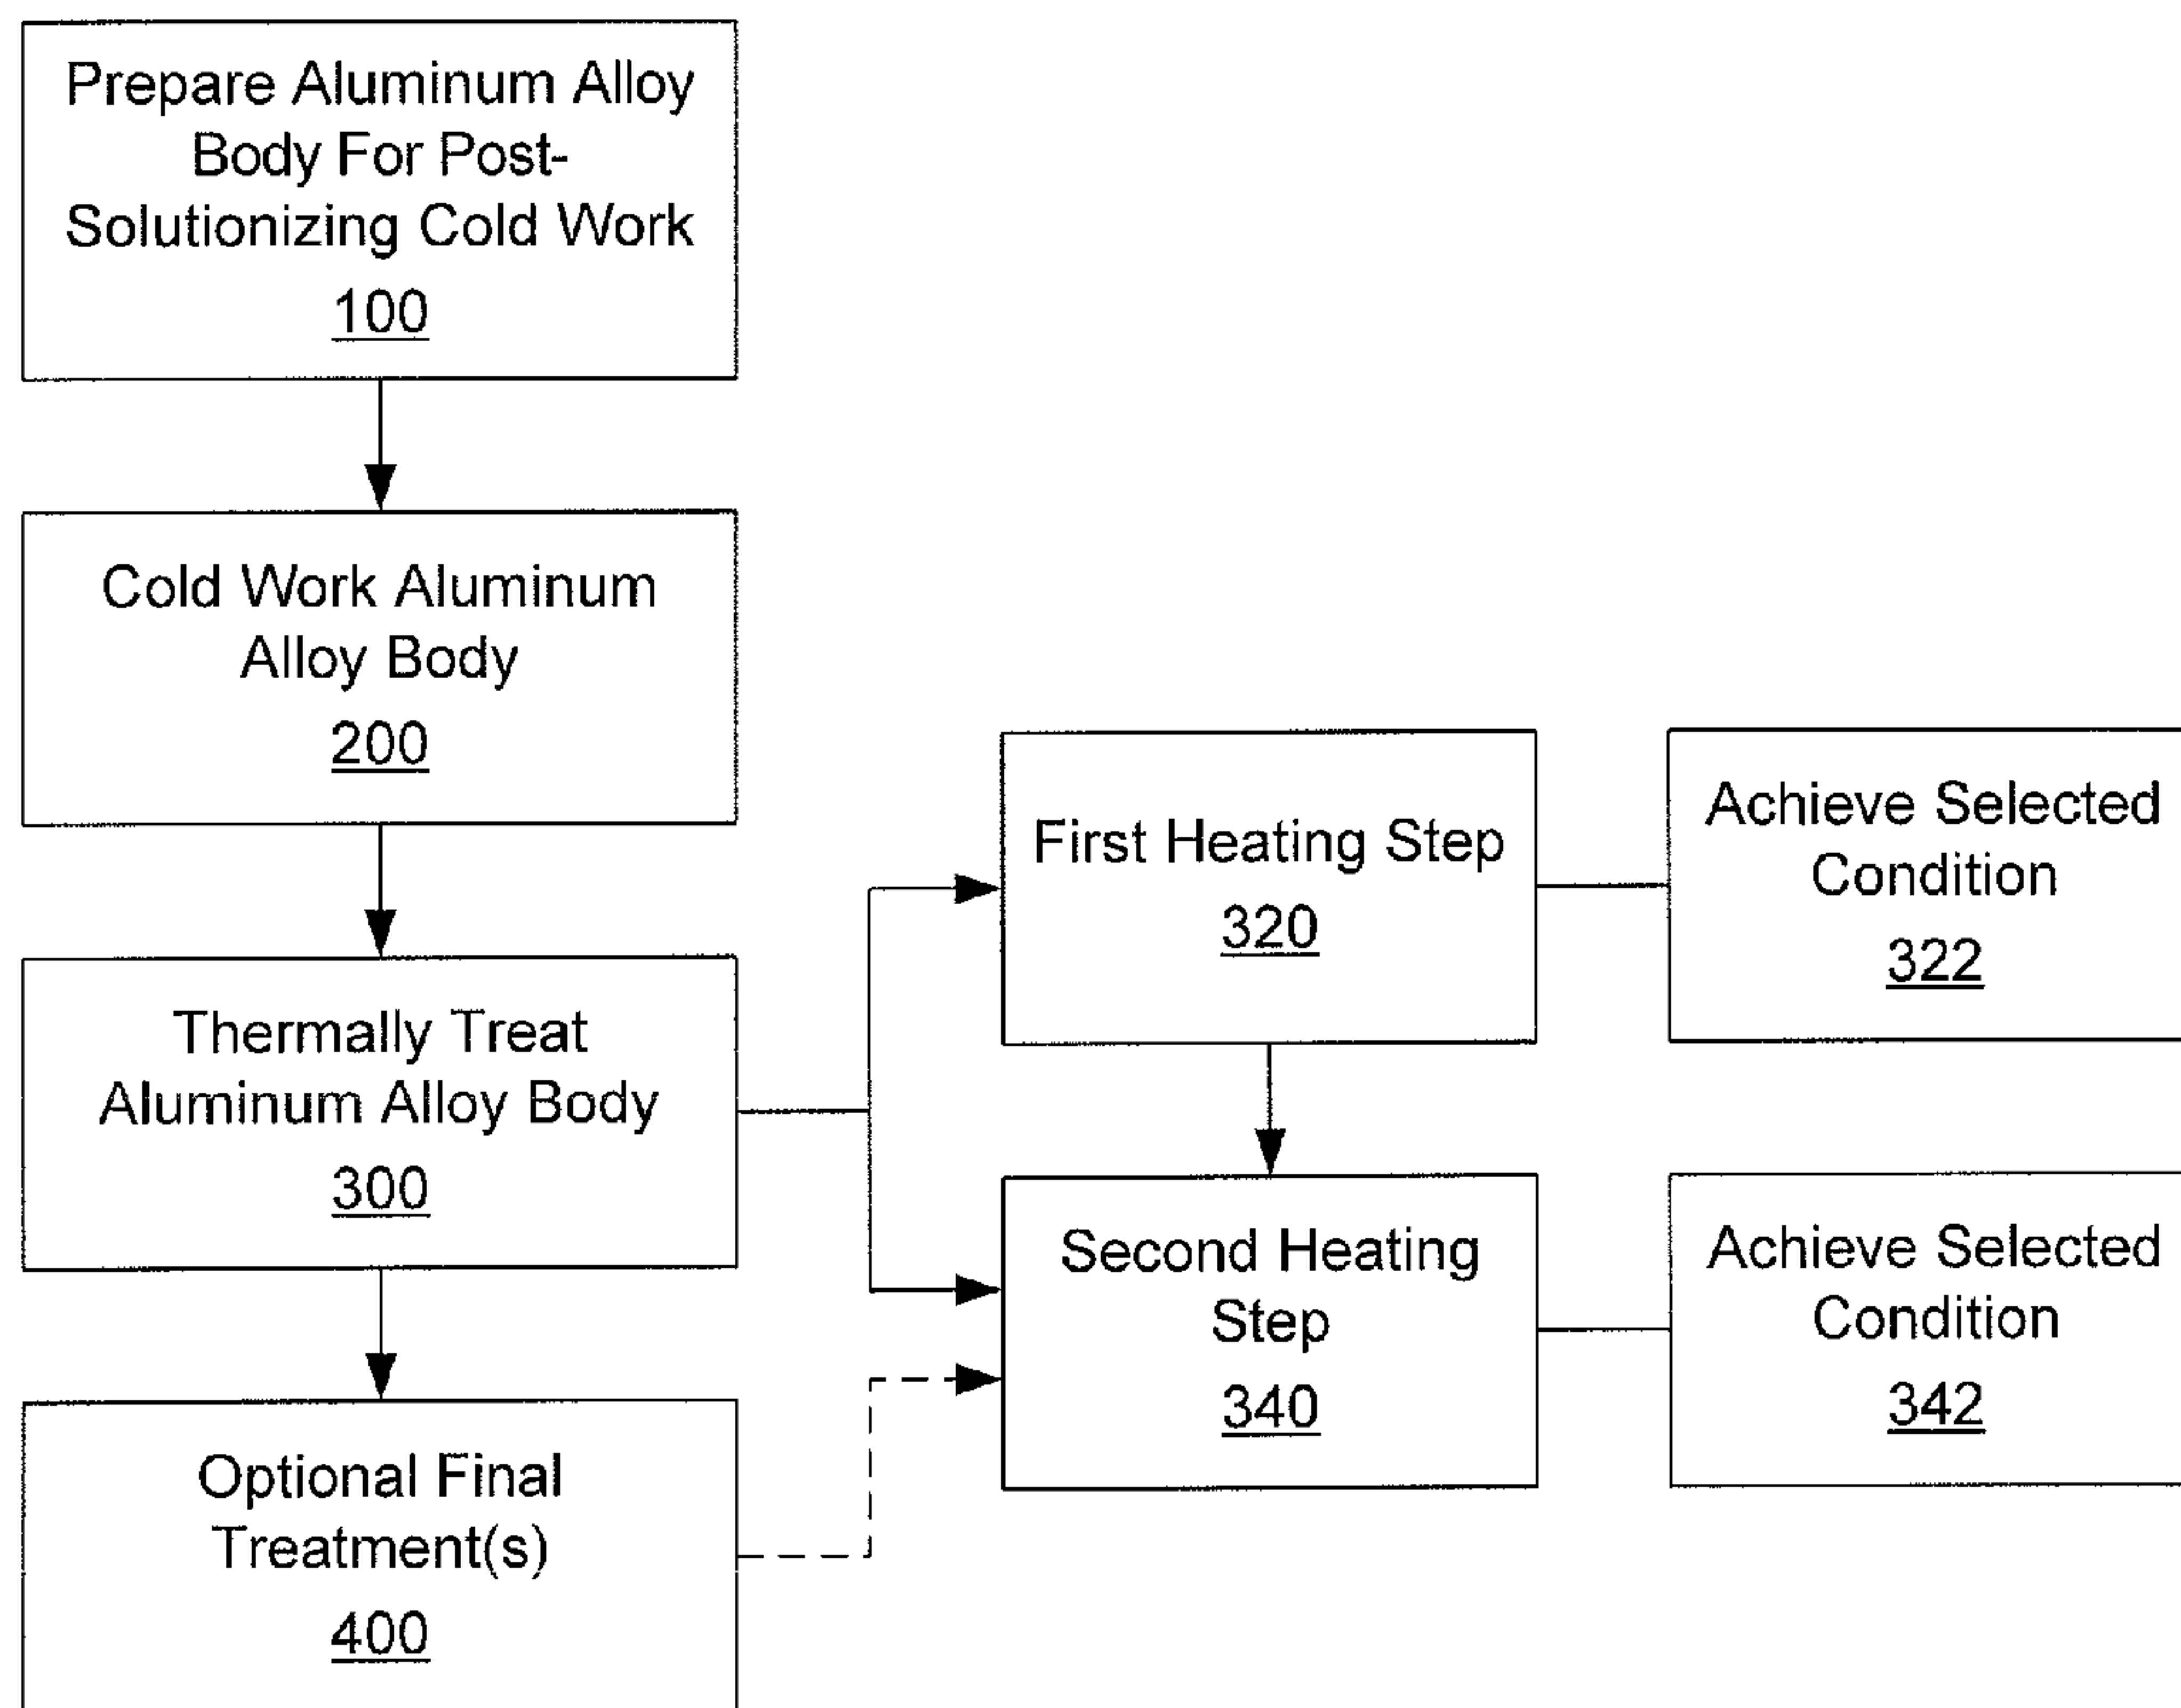 Prepare Aluminum Alloy
Body For Post-
Solutionizing Cold Work
100
Cold Work Aluminum
Alloy Body
200
Thermally Treat
Aluminum Alloy Body
300
Optional Final
Treatment(s)
400
First Heating Step
320
Achieve Selected
Condition
322
Second Heating
Step
340
Achieve Selected
Condition
342